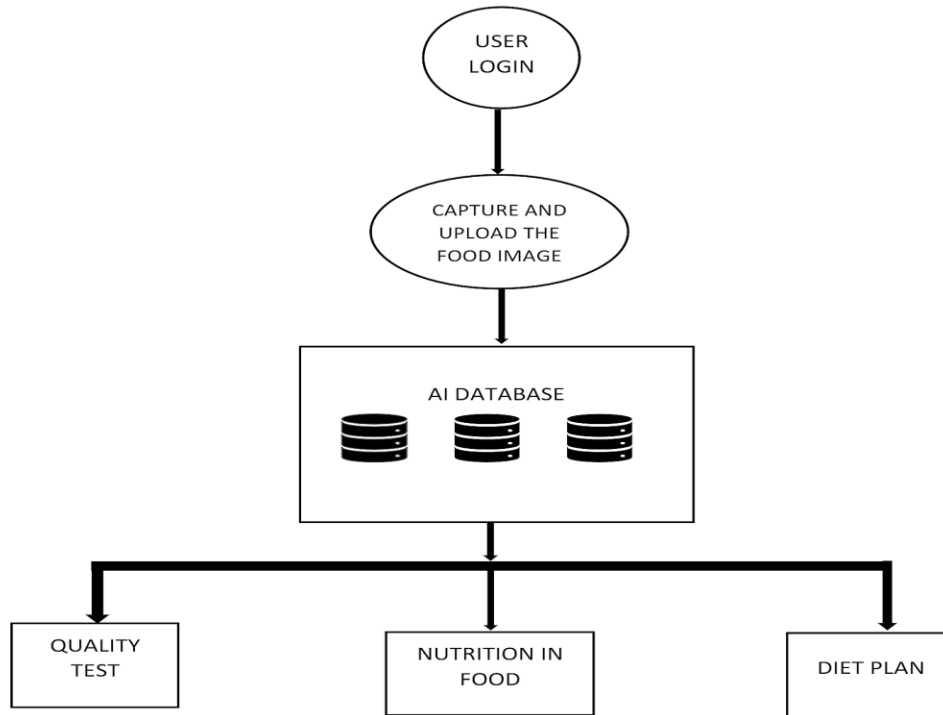 USER
LOGIN
CAPTURE AND
UPLOAD THE
FOOD IMAGE
AI DATABASE
QUALITY
TEST
NUTRITION IN
FOOD
DIET PLAN